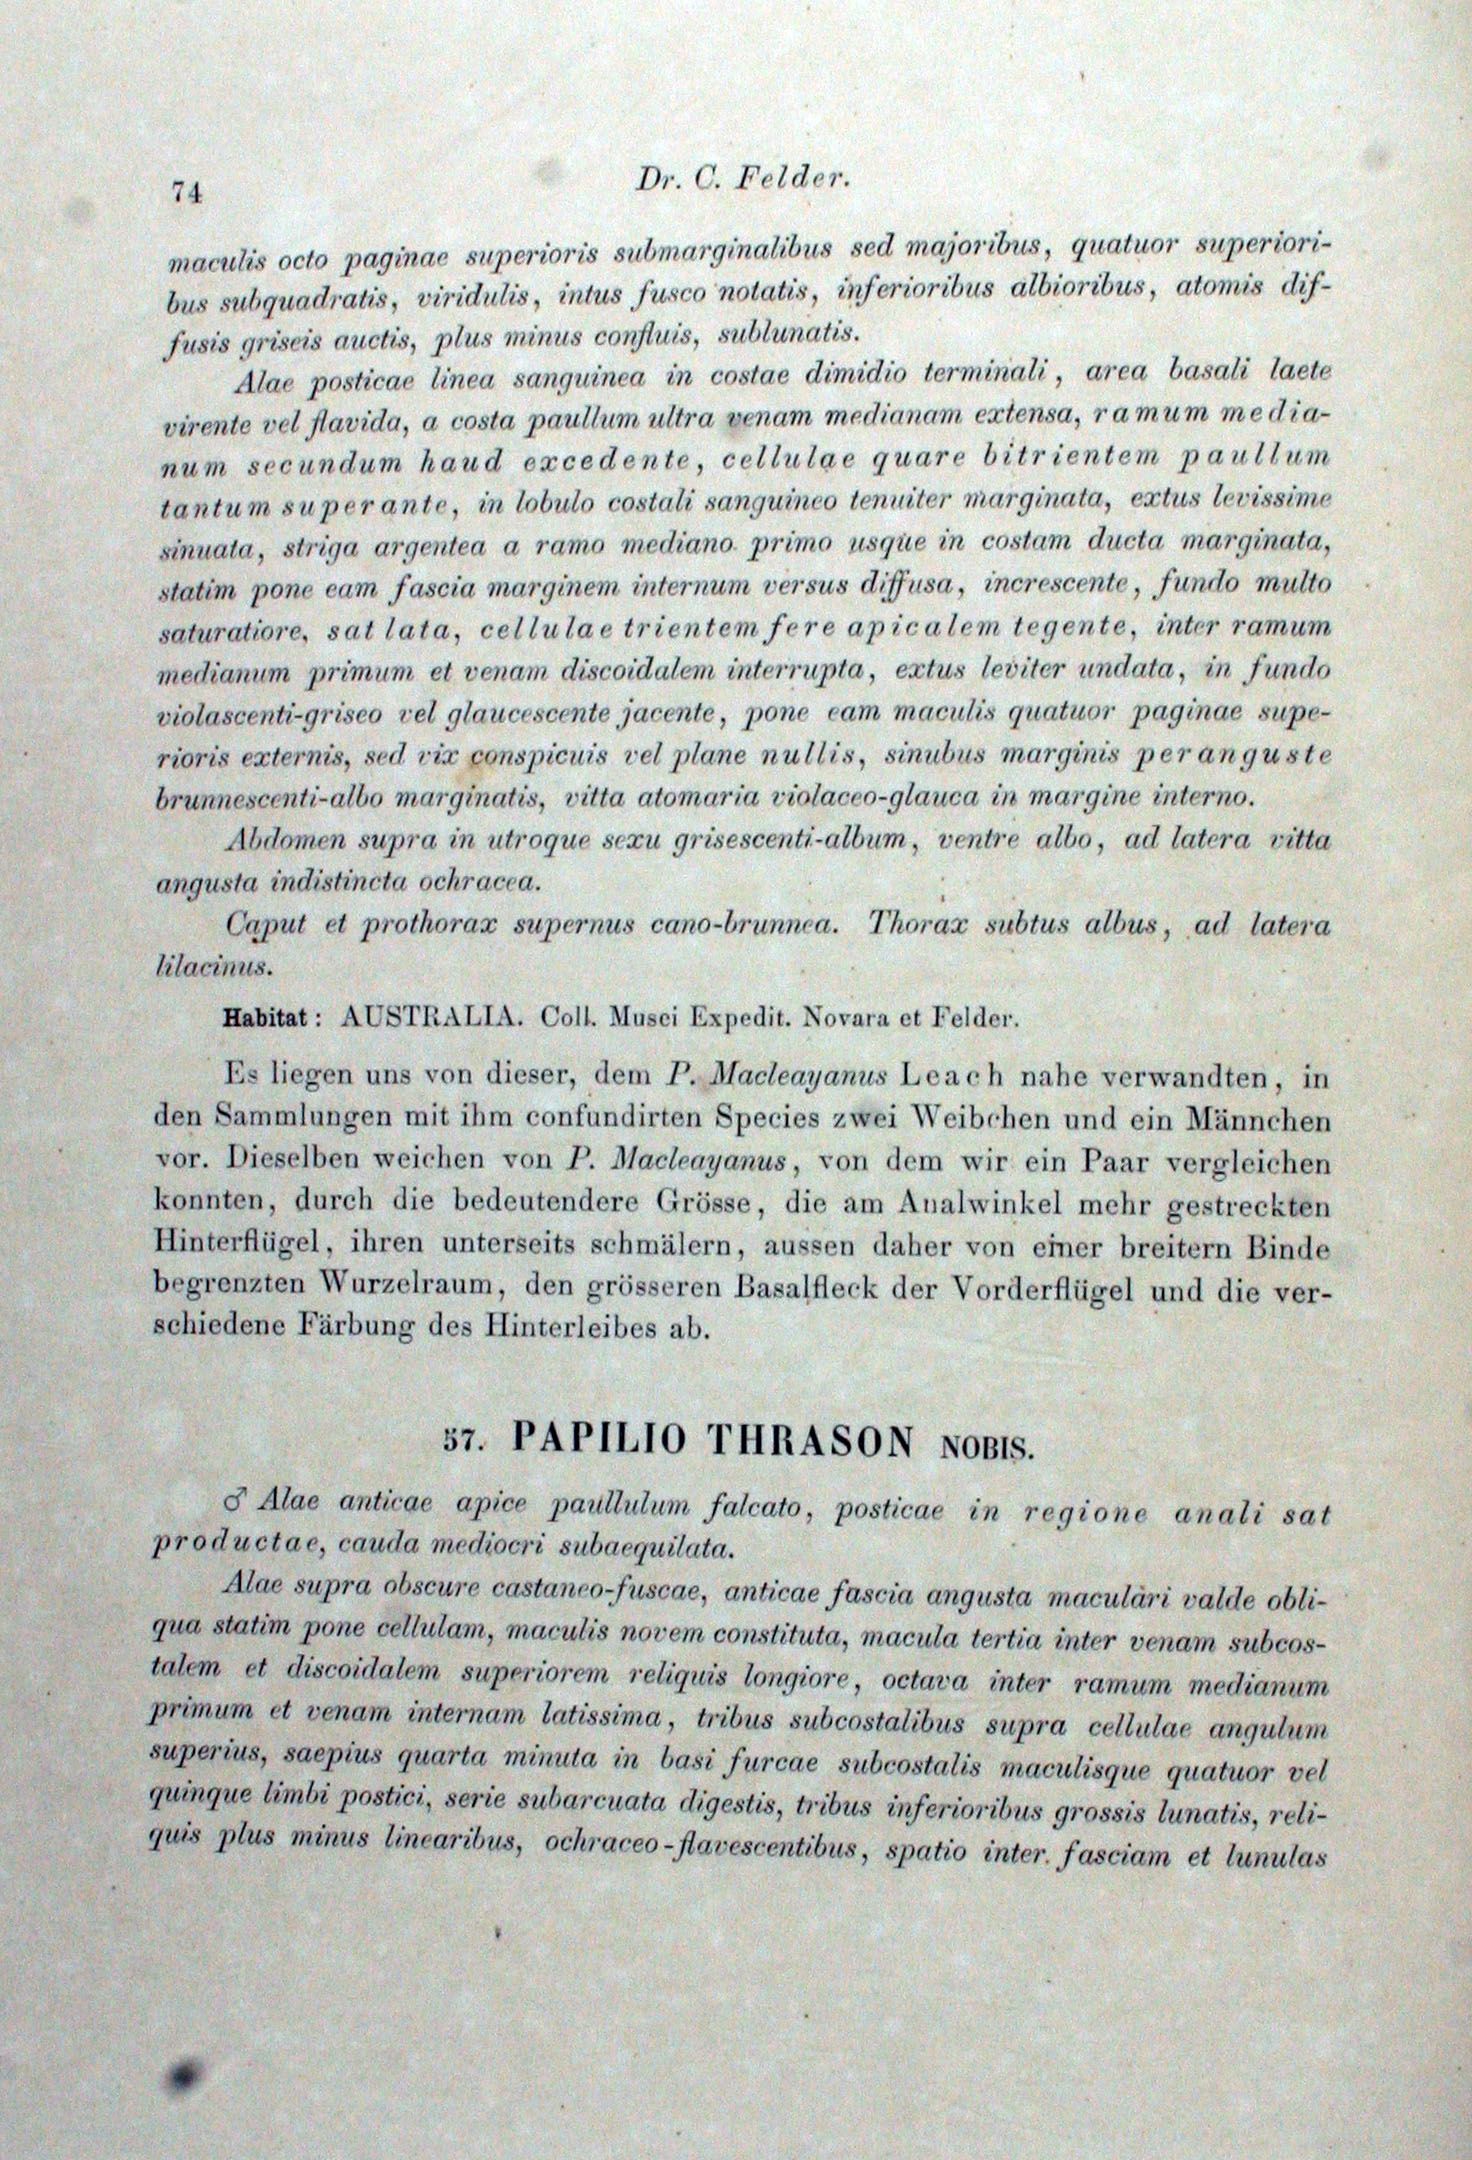 74
Dr. C. Felder.
maculis octo paginae superioris submarginalibus sed majoribus, quatuor superiori-
bus subquadratis, viridulis, intus fusco notatis, inferioribus albioribus, atomis dif-
fusis griseis auctis, plus minus confluis, sublunatis.
Alae posticae linea sanguinea in costae dimidio terminali, area basali laete
virente vel flavida, a costa paullum ultra venam medianam extensa, ramum media-
num secundum haud excedente, cellulae quare bitrientem paullum
tantum superante, in lobulo costali sanguineo tenuiter marginata, extus levissime
sinuata, striga argentea a ramo mediano primo usque in costam ducta marginata,
statim pone eam fascia marginem internum versus diffusa, increscente, fundo multo
saturatiore, sat lata, cellulae trientem fere apicalem tegente, inter ramum
medianum primum et venam discoidalem interrupta, extus leviter undata, in fundo
violascenti-griseo vel glaucescente jacente, pone eam maculis quatuor paginae supe-
rioris externis, sed vix conspicuis vel plane nullis, sinubus marginis peranguste
brunnescenti-albo marginatis, vitta atomaria violaceo-glauca in margine interno.
Abdomen supra in utroque sexu grisescenti-album, ventre albo, ad latera vitta
angusta indistincta ochracea.
Caput et prothorax supernus cano-brunnea. Thorax subtus albus, ad latera
lilacinus.
Habitat: AUSTRALIA. Coll. Musei Expedit. Novara et Felder.
Es liegen uns von dieser, dem P. Macleayanus Leach nahe verwandten, in
den Sammlungen mit ihm confundirten Species zwei Weibchen und ein Männchen
vor. Dieselben weichen von P. Macleayanus, von dem wir ein Paar vergleichen
konnten, durch die bedeutendere Grösse, die am Analwinkel mehr gestreckten
Hinterflügel, ihren unterseits schmälern, aussen daher von einer breitern Binde
begrenzten Wurzelraum, den grösseren Basalfleck der Vorderflügel und die ver-
schiedene Färbung des Hinterleibes ab.
57. PAPILIO THRASON NOBIS.
♂ Alae anticae apice paullulum falcato, posticae in regione anali sat
productae, cauda mediocri subaequilata.
Alae supra obscure castaneo-fuscae, anticae fascia angusta maculari valde obli-
qua statim pone cellulam, maculis novem constituta, macula tertia inter venam subcos-
talem et discoidalem superiorem reliquis longiore, octava inter ramum medianum
primum et venam internam latissima, tribus subcostalibus supra cellulae angulum
superius, saepius quarta minuta in basi furcae subcostalis maculisque quatuor vel
quinque limbi postici, serie subarcuata digestis, tribus inferioribus grossis lunatis, reli-
quis plus minus linearibus, ochraceo-flavescentibus, spatio inter. fasciam et lunulas